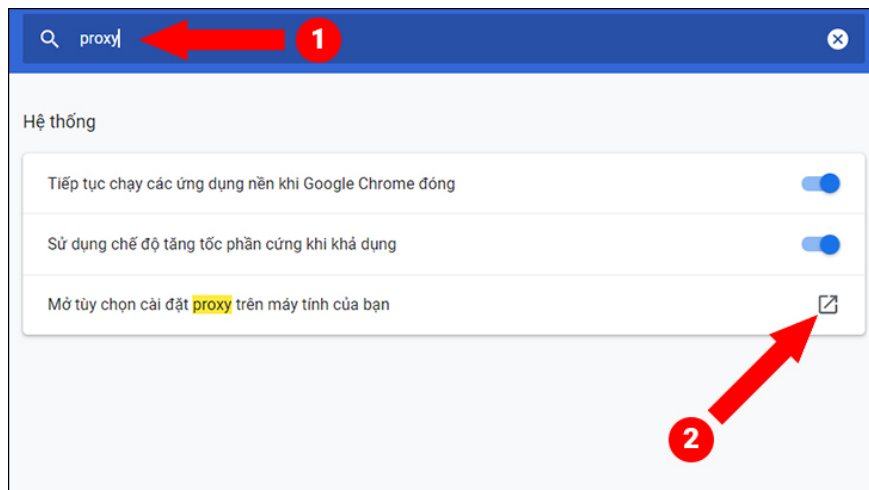 proxy
1
Hệ thống
Tiếp tục chạy các ứng dụng nền khi Google Chrome đóng
Sử dụng chế độ tăng tốc phần cứng khi khả dụng
Mở tùy chọn cài đặt proxy trên máy tính của bạn
2